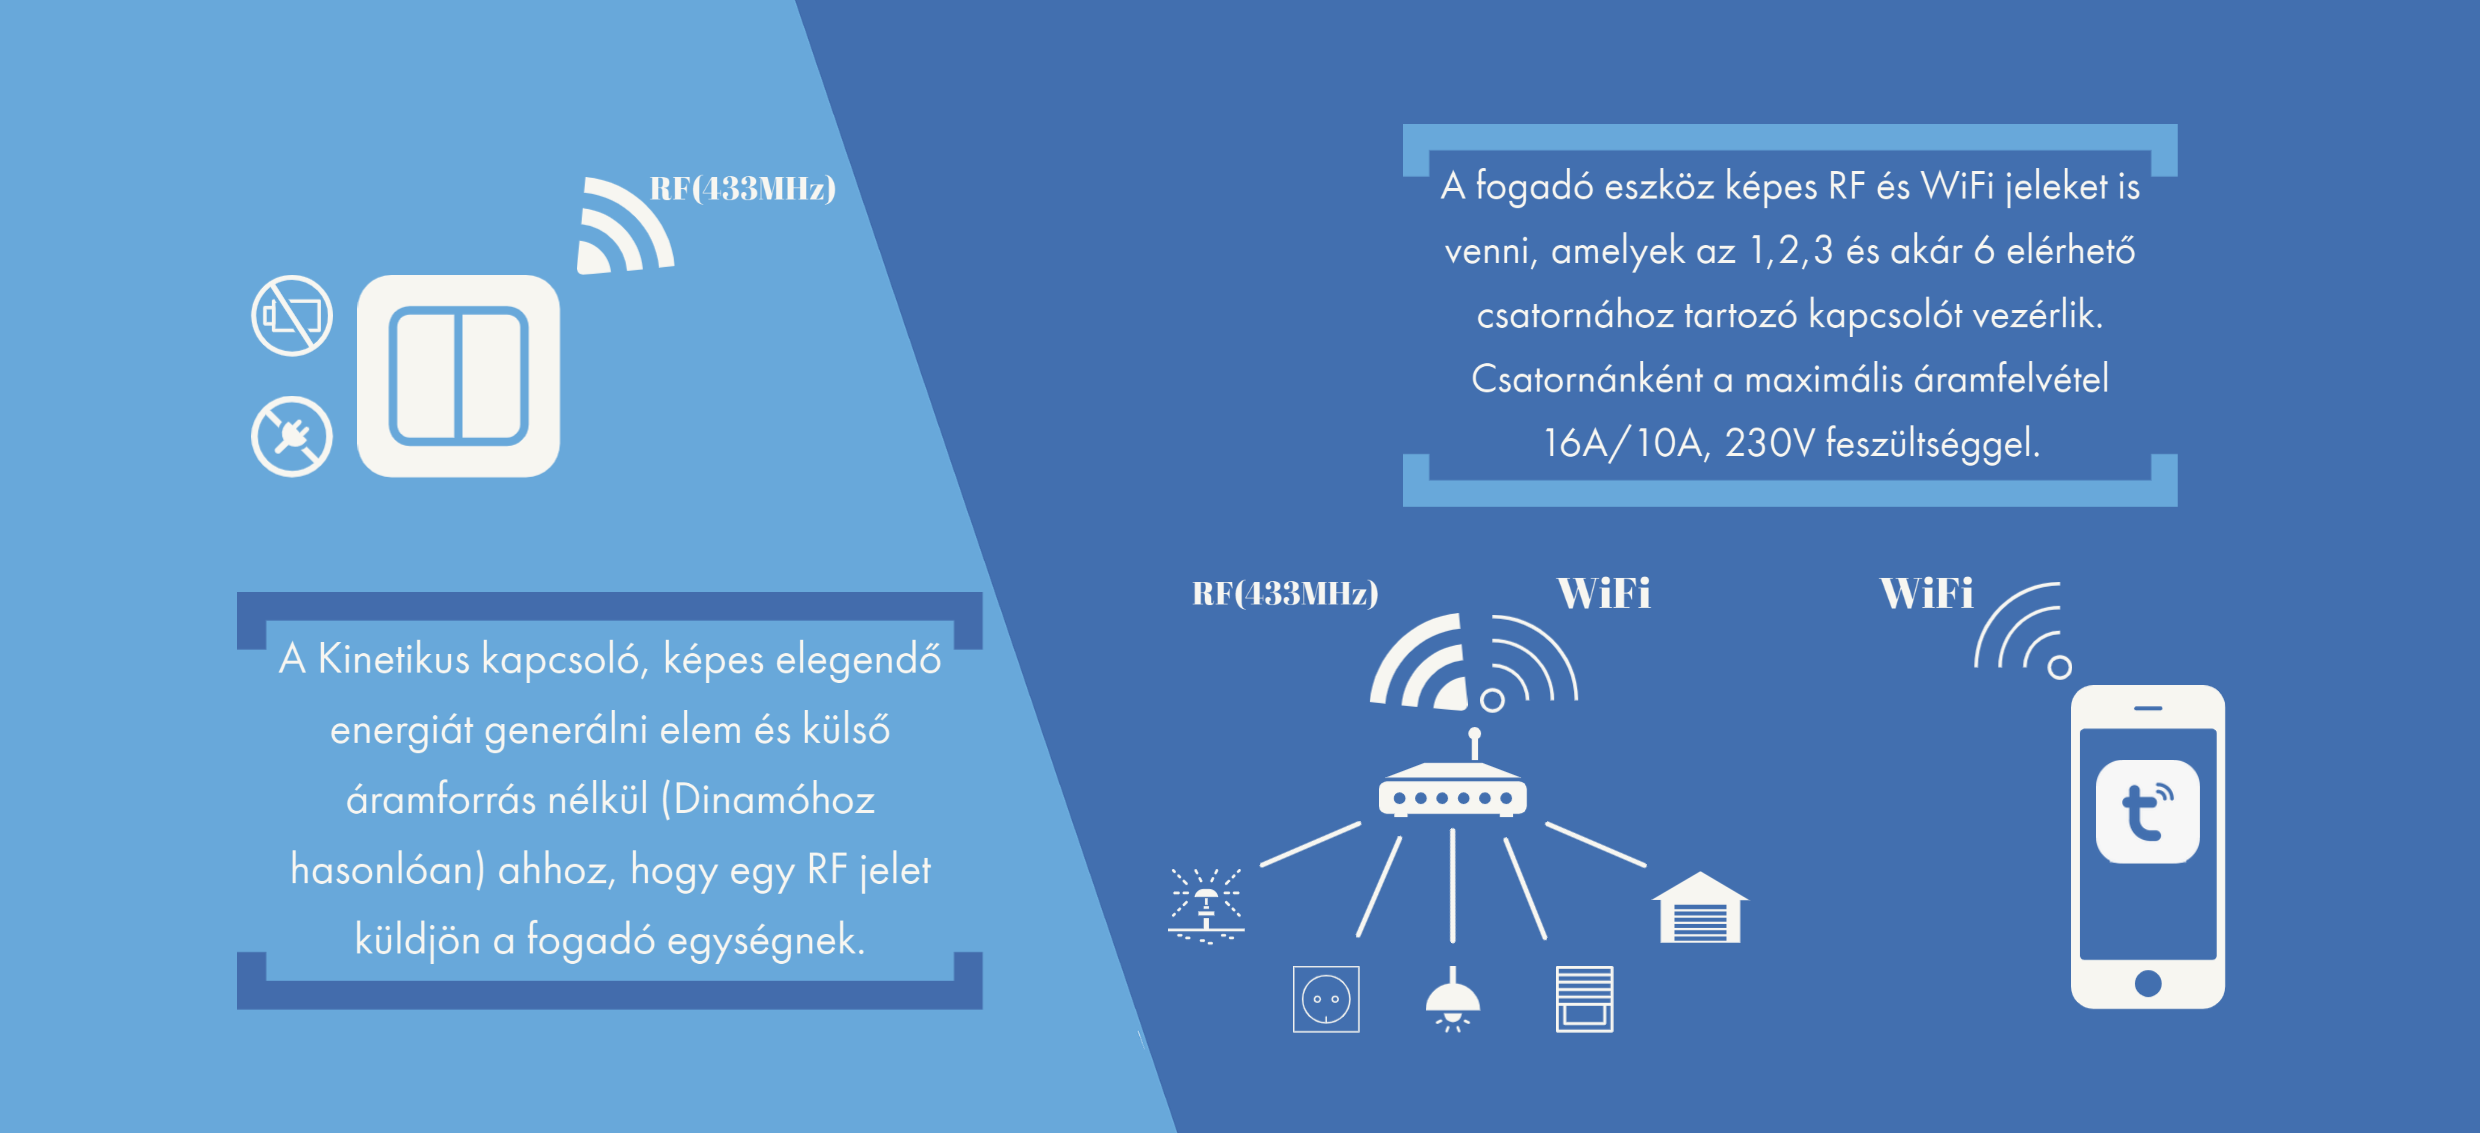 RF(433MHz)
A Kinetikus kapcsoló, képes elegendő
energiát generálni elem és külső
áramforrás nélkül (Dinamóhoz
hasonlóan) ahhoz, hogy egy RF jelet
küldjön a fogadó egységnek.
A fogadó eszköz képes RF és WiFi jeleket is
venni, amelyek az 1,2,3 és akár 6 elérhető
csatornához tartozó kapcsolót vezérlik.
Csatornánként a maximális áramfelvétel
16A/10A, 230V feszültséggel.
RF(433MHz)
WiFi
WiFi
t